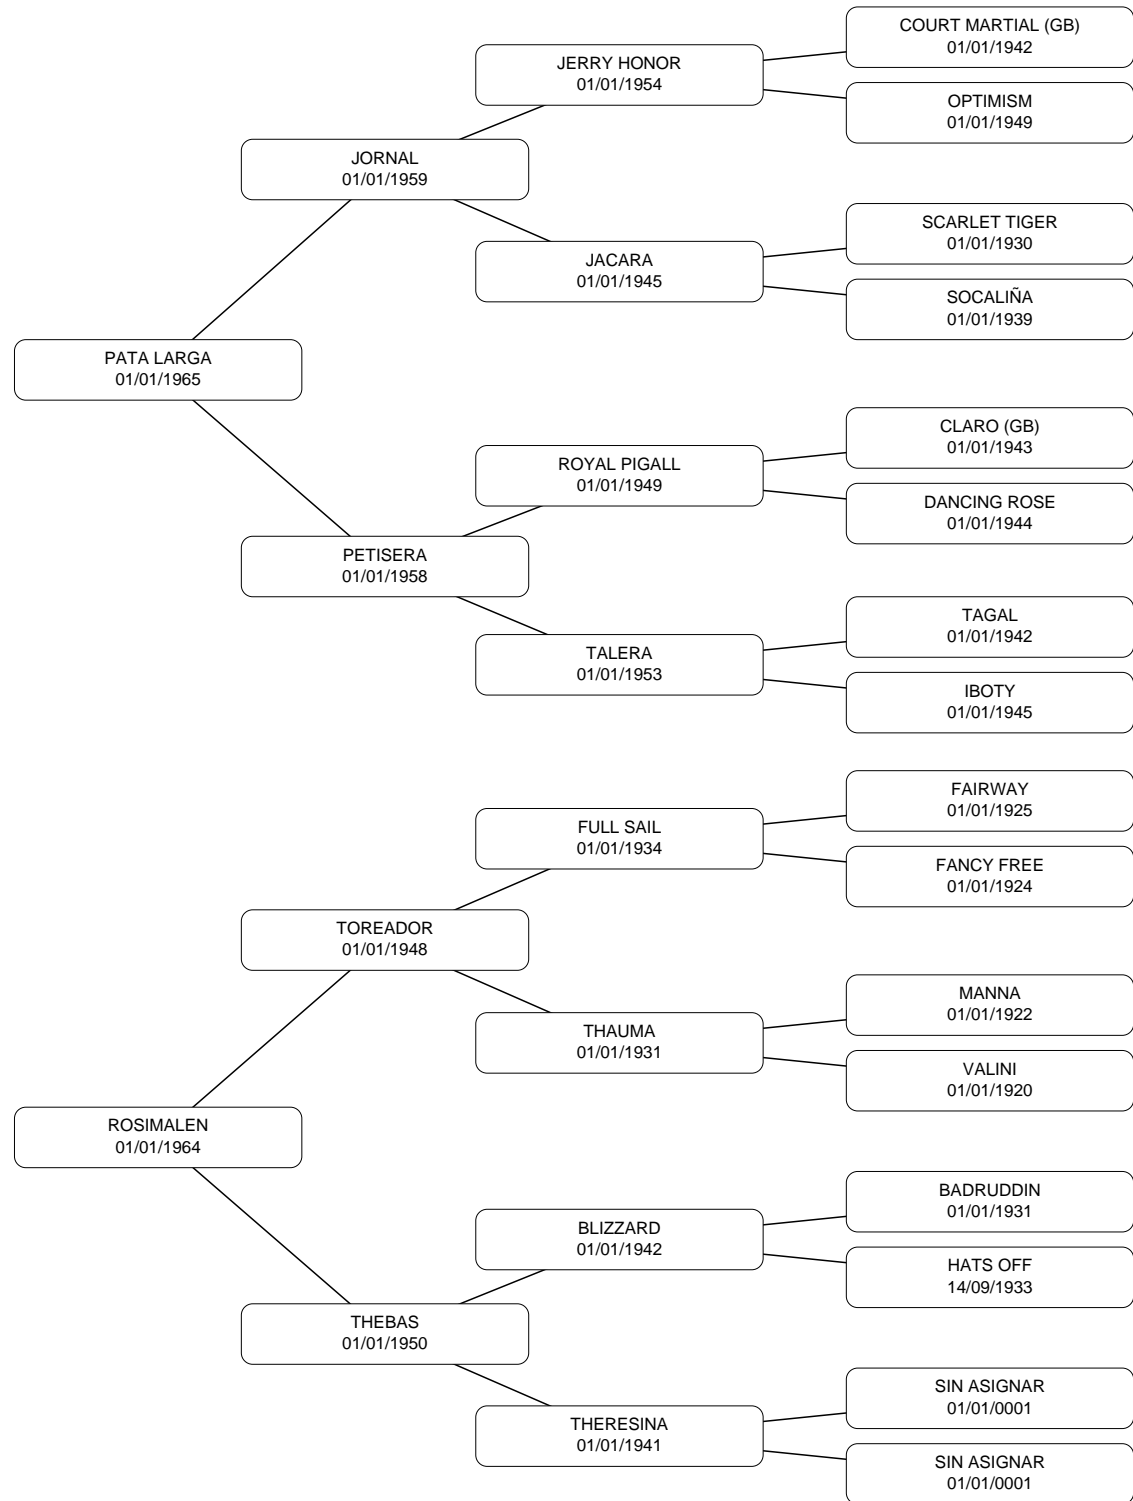 COURT MARTIAL (GB)
01/01/1942
JERRY HONOR
01/01/1954
OPTIMISM
01/01/1949
JORNAL
01/01/1959
SCARLET TIGER
01/01/1930
JACARA
01/01/1945
SOCALIÑA
01/01/1939
PATA LARGA
01/01/1965
CLARO (GB)
01/01/1943
ROYAL PIGALL
01/01/1949
DANCING ROSE
01/01/1944
PETISERA
01/01/1958
TAGAL
01/01/1942
TALERA
01/01/1953
IBOTY
01/01/1945
FAIRWAY
01/01/1925
FULL SAIL
01/01/1934
FANCY FREE
01/01/1924
TOREADOR
01/01/1948
MANNA
01/01/1922
THAUMA
01/01/1931
VALINI
01/01/1920
ROSIMALEN
01/01/1964
BADRUDDIN
01/01/1931
BLIZZARD
01/01/1942
HATS OFF
14/09/1933
THEBAS
01/01/1950
SIN ASIGNAR
01/01/0001
THERESINA
01/01/1941
SIN ASIGNAR
01/01/0001